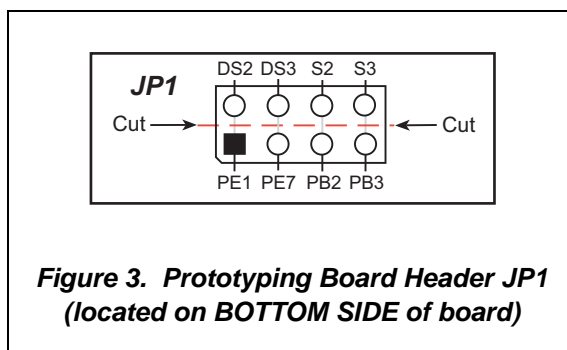 JP1
DS2 DS3 S2 S3
Cut Cut
PE1 PE7 PB2 PB3
Figure 3. Prototyping Board Header JP1
(located on BOTTOM SIDE of board)